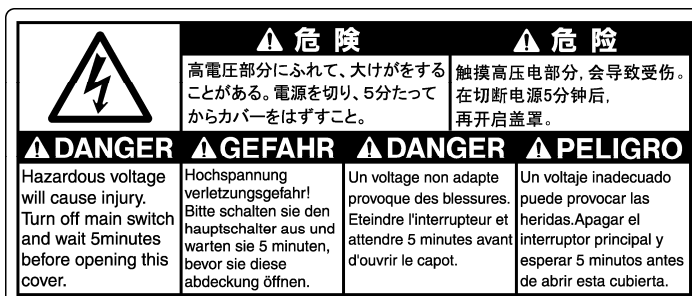 ⚠ 危 険
高電圧部分にふれて、大けがをする
ことがある。電源を切り、5分たって
からカバーをはずすこと。
⚠ 危 险
触摸高压电部分,会导致受伤。
在切断电源5分钟后,
再开启盖罩。
⚠ DANGER
Hazardous voltage
will cause injury.
Turn off main switch
and wait 5minutes
before opening this
cover.
⚠ GEFAHR
Hochspannung
verletzungsgefahr!
Bitte schalten sie den
hauptschalter aus und
warten sie 5 minuten,
bevor sie diese
abdeckung öffnen.
⚠ DANGER
Un voltage non adapte
provoque des blessures.
Eteindre l'interrupteur et
attendre 5 minutes avant
d'ouvrir le capot.
⚠ PELIGRO
Un voltaje inadecuado
puede provocar las
heridas.Apagar el
interruptor principal y
esperar 5 minutos antes
de abrir esta cubierta.